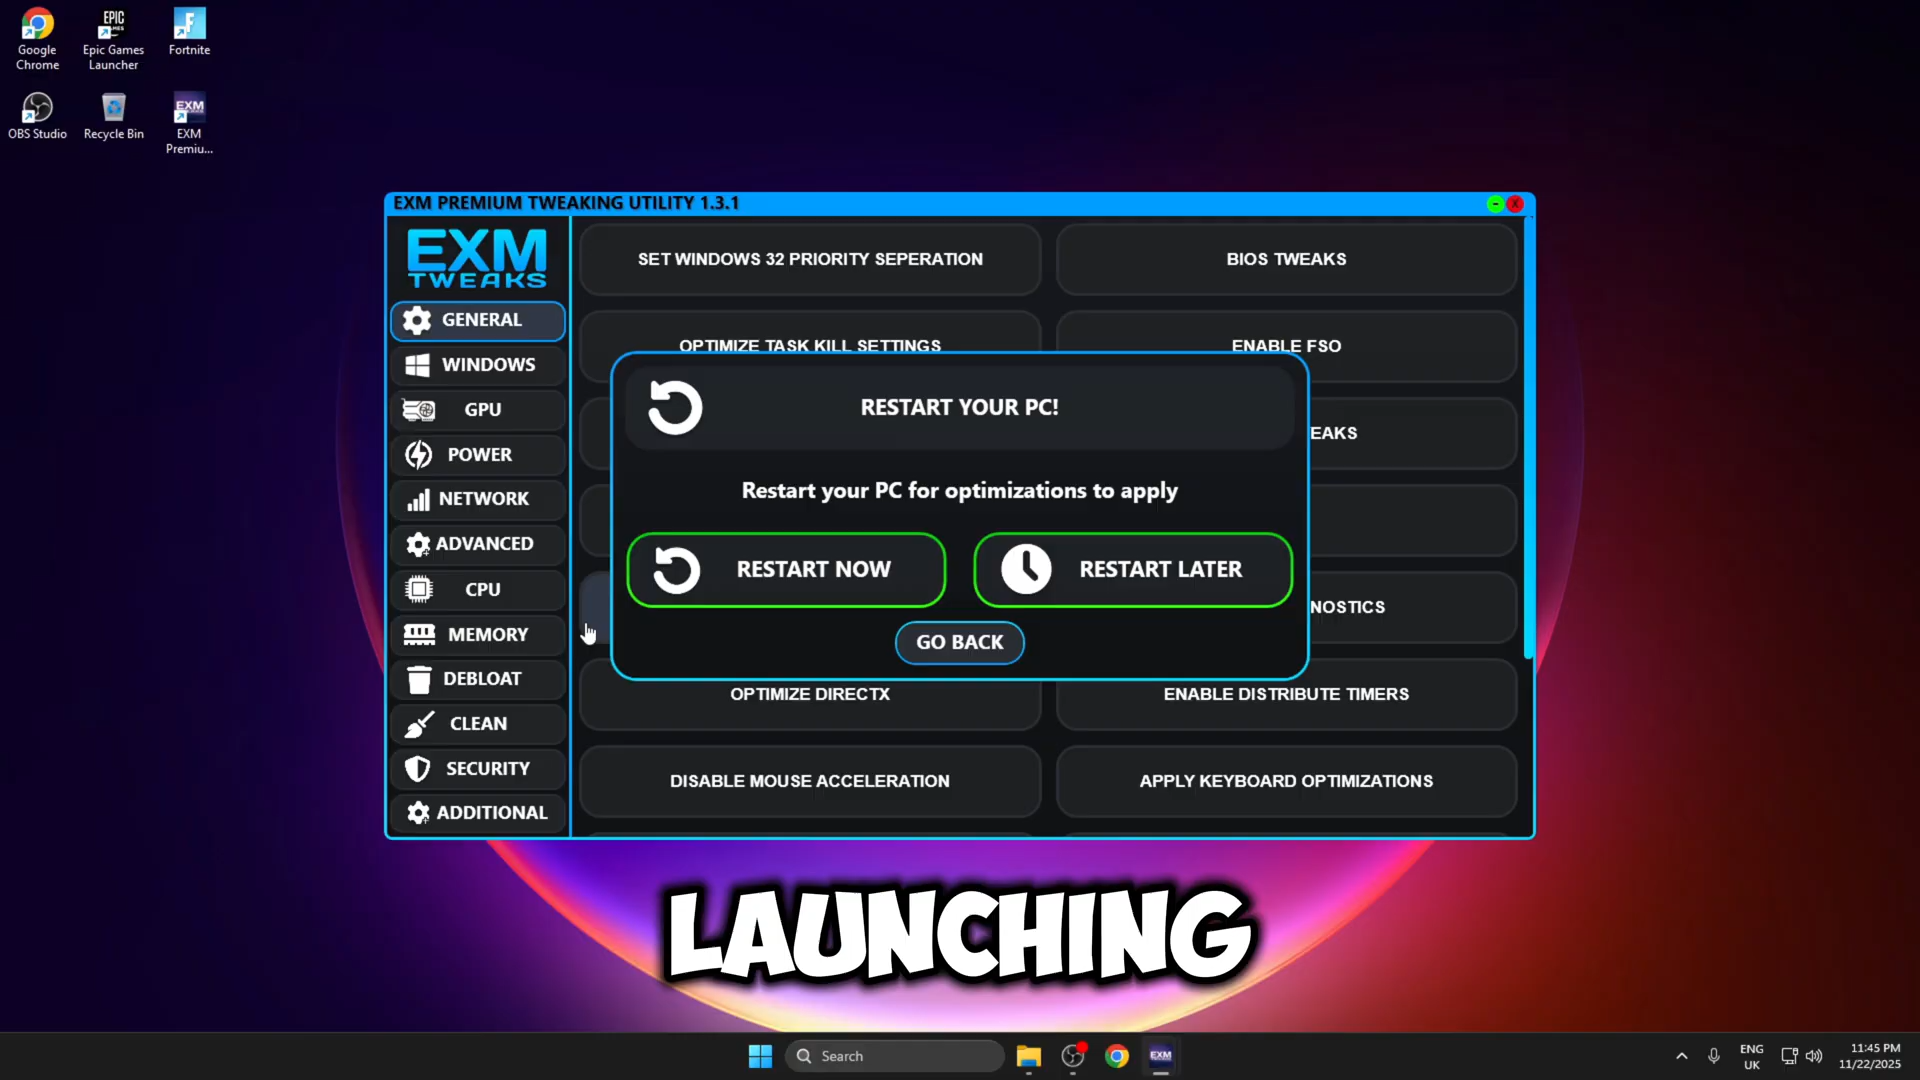 Google
Chrome
EPIC
GAMES
Epic Games
Launcher
Fortnite
OBS Studio
Recycle Bin
EXM
EXM
Premiu...
EXM PREMIUM TWEAKING UTILITY 1.3.1
- X
EXM
TWEAKS
GENERAL
WINDOWS
GPU
POWER
NETWORK
ADVANCED
CPU
MEMORY
DEBLOAT
CLEAN
SECURITY
ADDITIONAL
SET WINDOWS 32 PRIORITY SEPERATION
BIOS TWEAKS
OPTIMIZE TASK KILL SETTINGS
ENABLE FSO
EAKS
NOSTICS
RESTART YOUR PC!
Restart your PC for optimizations to apply
RESTART NOW
RESTART LATER
GO BACK
OPTIMIZE DIRECTX
ENABLE DISTRIBUTE TIMERS
DISABLE MOUSE ACCELERATION
APPLY KEYBOARD OPTIMIZATIONS
LAUNCHING
Search
EXM
ENG
UK
11:45 PM
11/22/2025